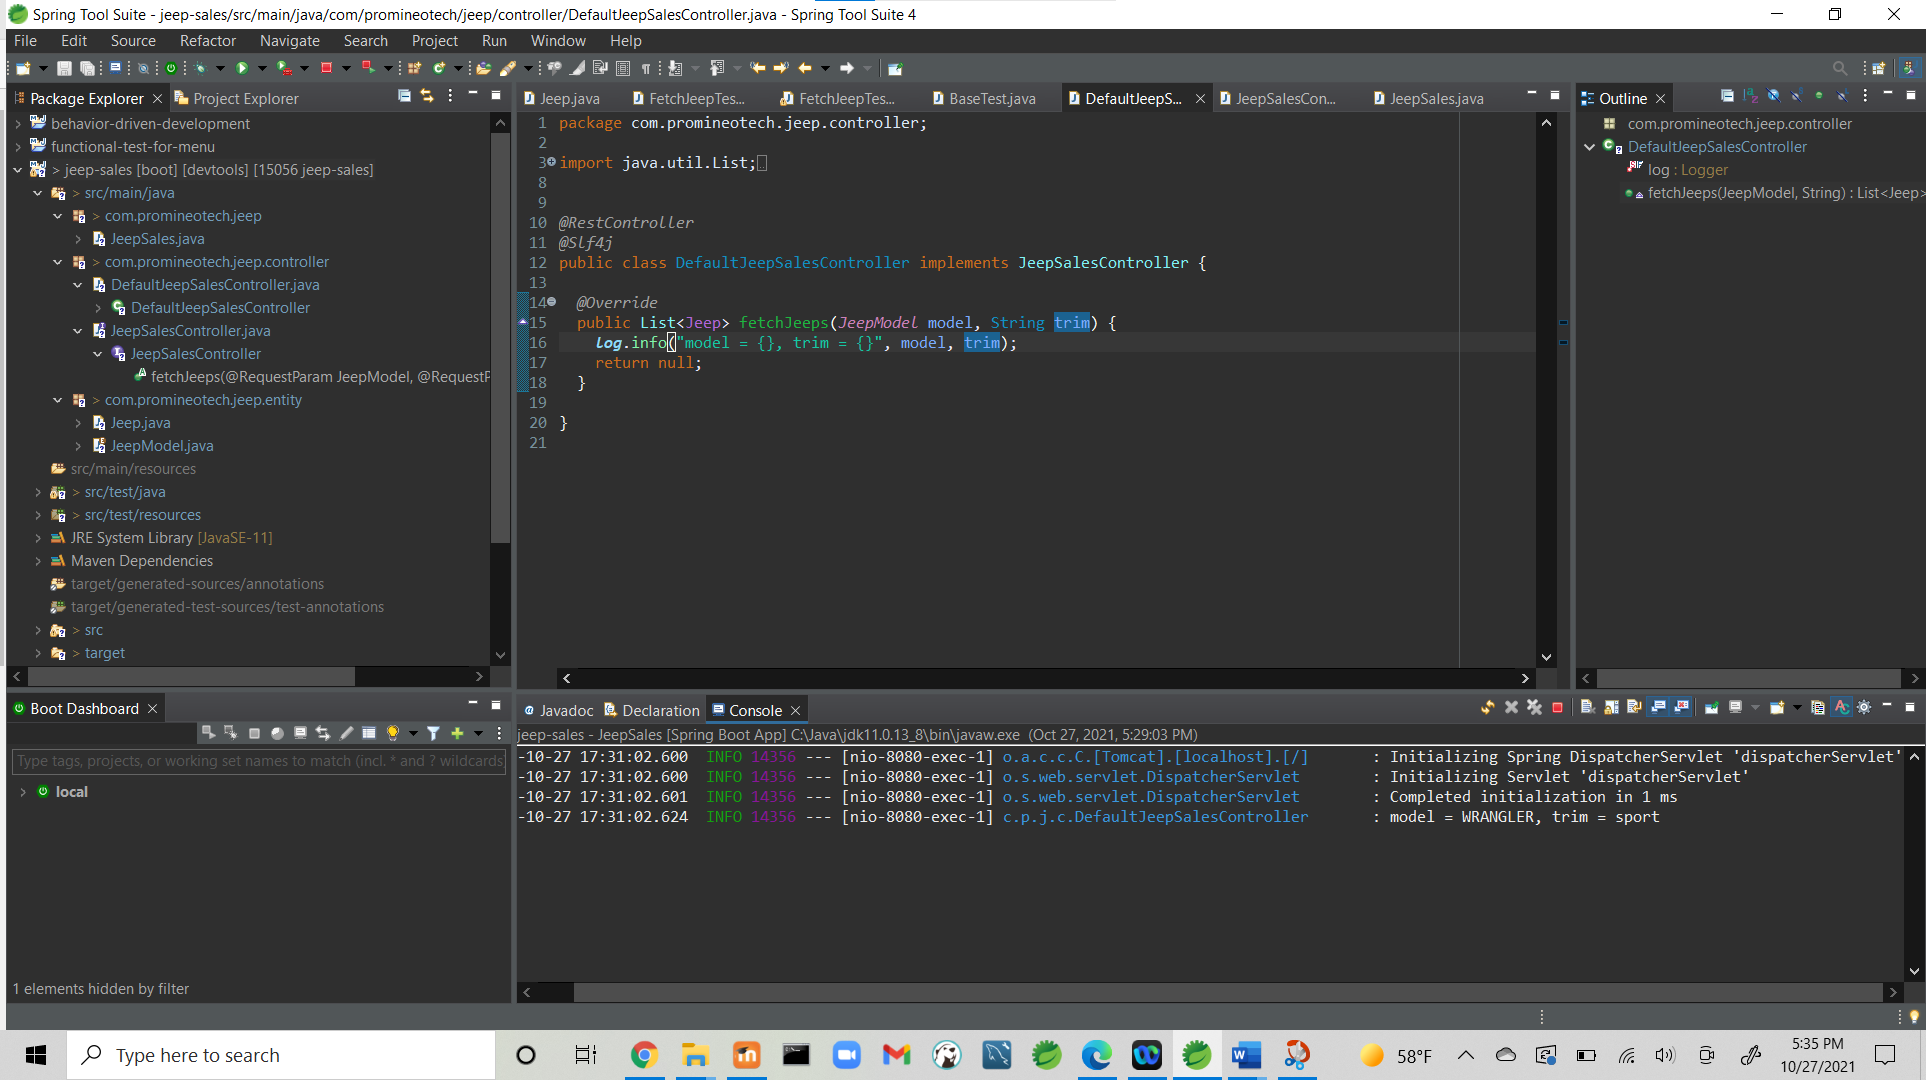 Spring Tool Suite - jeep-sales/src/main/java/com/promineotech/jeep/controller/DefaultJeepSalesController.java - Spring Tool Suite 4
File Edit Source Refactor Navigate Search Project Run Window Help
Package Explorer
Project Explorer
behavior-driven-development
functional-test-for-menu
> jeep-sales [boot] [devtools] [15056 jeep-sales]
> src/main/java
> com.promineotech.jeep
JeepSales.java
> com.promineotech.jeep.controller
DefaultJeepSalesController.java
DefaultJeepSalesController
JeepSalesController.java
JeepSalesController
fetchJeeps(@RequestParam JeepModel, @RequestP
> com.promineotech.jeep.entity
Jeep.java
JeepModel.java
src/main/resources
> src/test/java
> src/test/resources
JRE System Library [JavaSE-11]
Maven Dependencies
target/generated-sources/annotations
target/generated-test-sources/test-annotations
> src
> target
Jeep.java FetchJeepTes... FetchJeepTes... BaseTest.java DefaultJeepS... JeepSalesCon... JeepSales.java
1 package com.promineotech.jeep.controller;
2
3 import java.util.List;
8
9
10 @RestController
11 @Slf4j
12 public class DefaultJeepSalesController implements JeepSalesController {
13
14 @Override
15 public List<Jeep> fetchJeeps(JeepModel model, String trim) {
16 log.info("model = {}, trim = {}", model, trim);
17 return null;
18 }
19
20 }
21
Outline
com.promineotech.jeep.controller
DefaultJeepSalesController
log : Logger
fetchJeeps(JeepModel, String) : List<Jeep>
Boot Dashboard
Type tags, projects, or working set names to match (incl. * and ? wildcards
local
1 elements hidden by filter
Javadoc Declaration Console
jeep-sales - JeepSales [Spring Boot App] C:\Java\jdk11.0.13_8\bin\javaw.exe (Oct 27, 2021, 5:29:03 PM)
-10-27 17:31:02.600 INFO 14356 --- [nio-8080-exec-1] o.a.c.c.C.[Tomcat].[localhost].[/] : Initializing Spring DispatcherServlet 'dispatcherServlet'
-10-27 17:31:02.600 INFO 14356 --- [nio-8080-exec-1] o.s.web.servlet.DispatcherServlet : Initializing Servlet 'dispatcherServlet'
-10-27 17:31:02.601 INFO 14356 --- [nio-8080-exec-1] o.s.web.servlet.DispatcherServlet : Completed initialization in 1 ms
-10-27 17:31:02.624 INFO 14356 --- [nio-8080-exec-1] c.p.j.c.DefaultJeepSalesController : model = WRANGLER, trim = sport
Type here to search
58°F
5:35 PM
10/27/2021